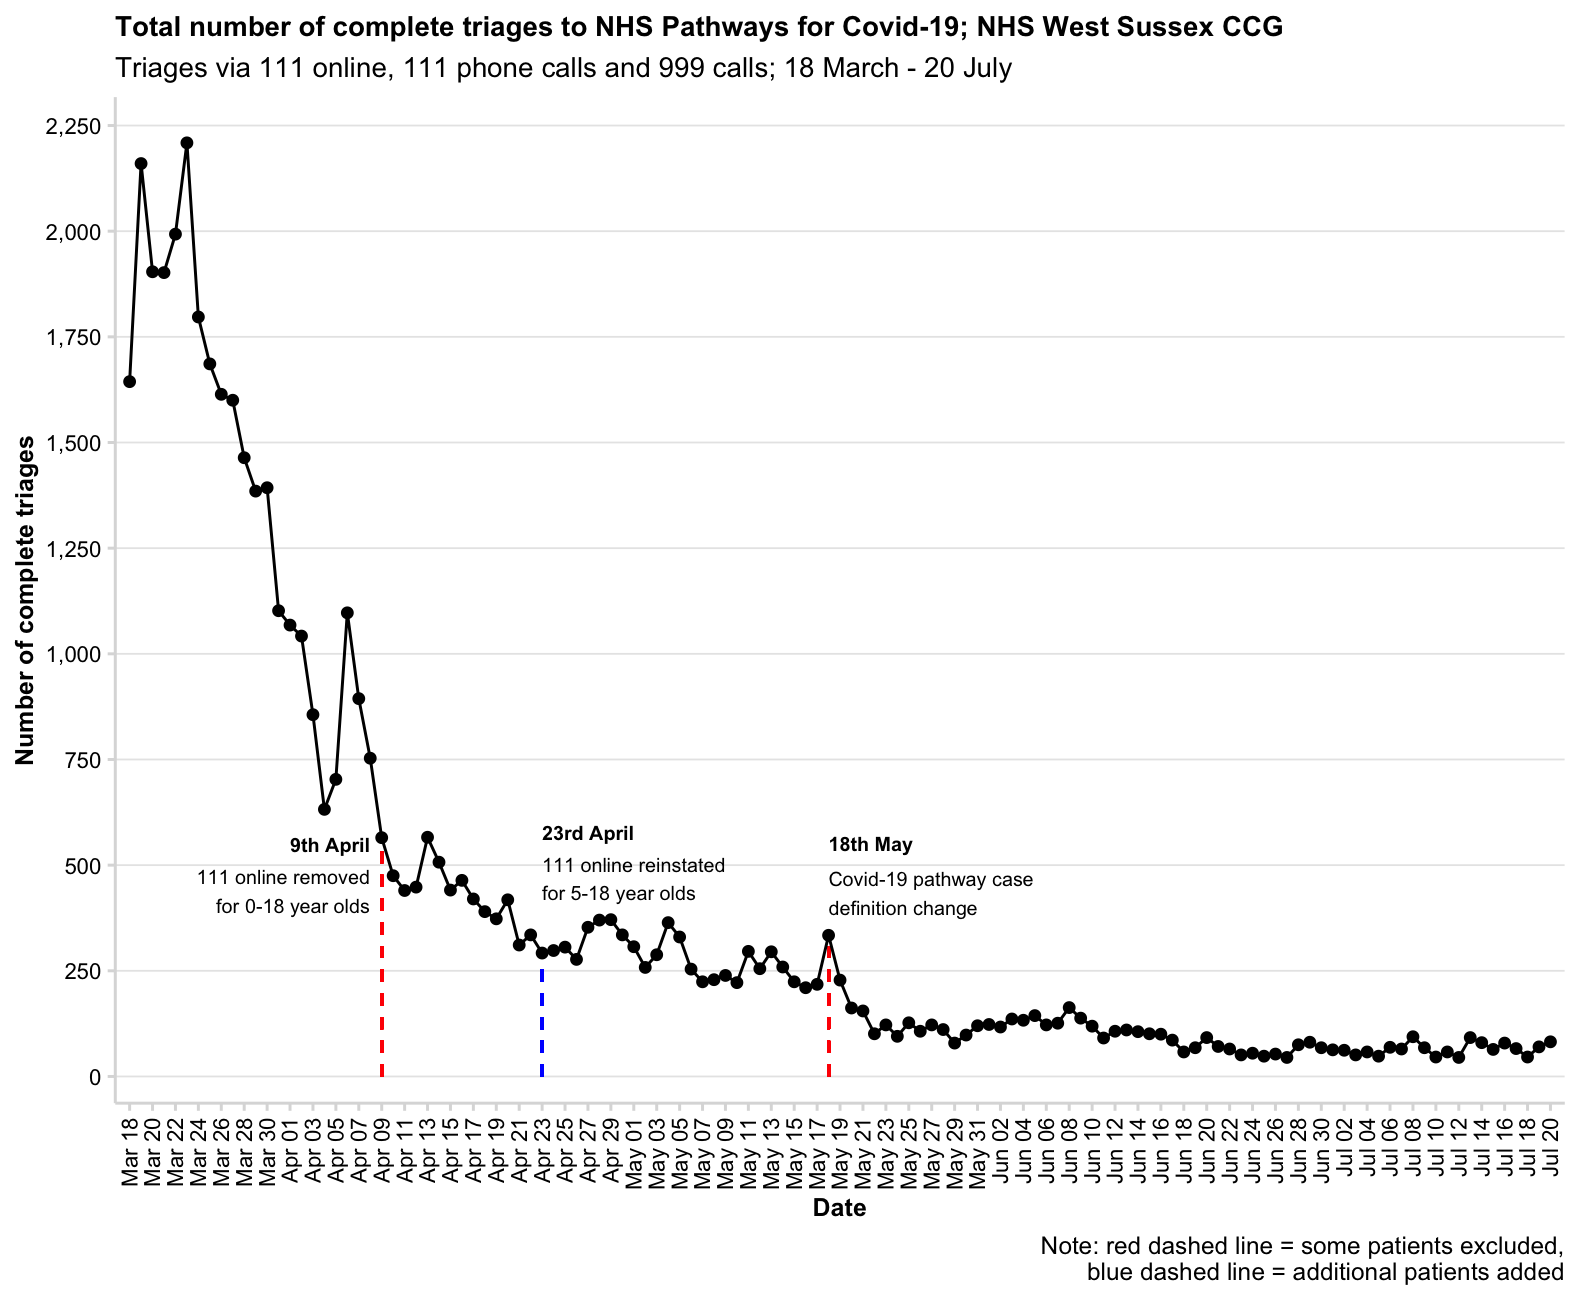 Total number of complete triages to NHS Pathways for Covid-19; NHS West Sussex CCG
Triages via 111 online, 111 phone calls and 999 calls; 18 March - 20 July
Number of complete triages
2,250
2,000
1,750
1,500
1,250
1,000
750
500
250
0
9th April
111 online removed
for 0-18 year olds
23rd April
111 online reinstated
for 5-18 year olds
18th May
Covid-19 pathway case
definition change
Mar 18
Mar 20
Mar 22
Mar 24
Mar 26
Mar 28
Mar 30
Apr 01
Apr 03
Apr 05
Apr 07
Apr 09
Apr 11
Apr 13
Apr 15
Apr 17
Apr 19
Apr 21
Apr 23
Apr 25
Apr 27
Apr 29
May 01
May 03
May 05
May 07
May 09
May 11
May 13
May 15
May 17
May 19
May 21
May 23
May 25
May 27
May 29
May 31
Jun 02
Jun 04
Jun 06
Jun 08
Jun 10
Jun 12
Jun 14
Jun 16
Jun 18
Jun 20
Jun 22
Jun 24
Jun 26
Jun 28
Jun 30
Jul 02
Jul 04
Jul 06
Jul 08
Jul 10
Jul 12
Jul 14
Jul 16
Jul 18
Jul 20
Date
Note: red dashed line = some patients excluded,
blue dashed line = additional patients added